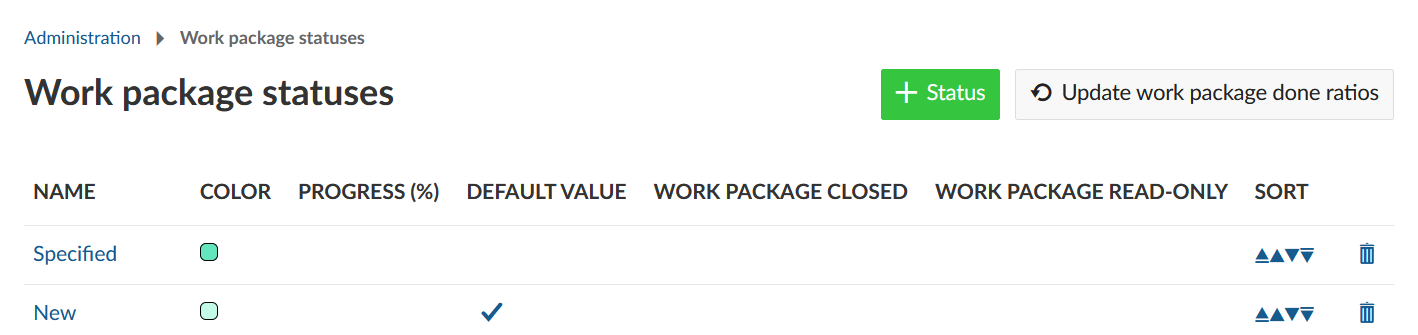 Administration Work package statuses
Work package statuses
Status Update work package done ratios
NAME COLOR PROGRESS (%) DEFAULT VALUE WORK PACKAGE CLOSED WORK PACKAGE READ-ONLY SORT
Specified
New